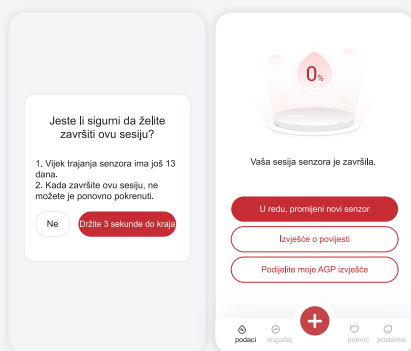 Jeste li sigurni da želite
završiti ovu sesiju?
1. Vijek trajanja senzora ima još 13
dana.
2. Kada završite ovu sesiju, ne
možete je ponovno pokrenuti.
Ne
Držite 3 sekunde do kraja
0%
Vaša sesija senzora je završila.
U redu, promijeni novi senzor
Izvješće o povijesti
Podijelite moje AGP izvješće
podaci događaj pomoć postavke